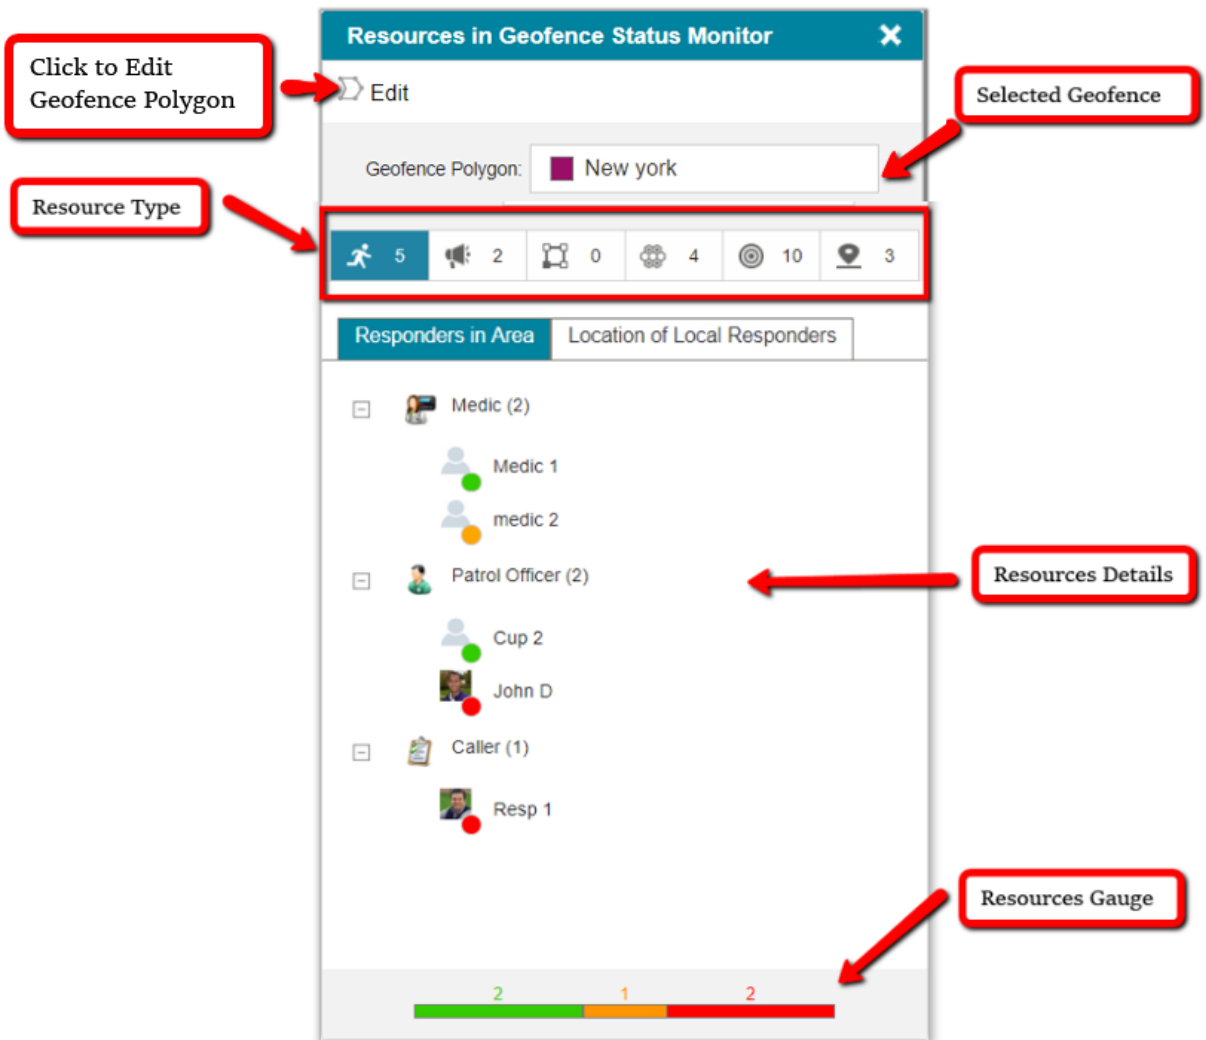 Resources in Geofence Status Monitor
Click to Edit
Geofence Polygon
Edit
Selected Geofence
Geofence Polygon:
New york
Resource Type
5
2
0
4
10
3
Responders in Area
Location of Local Responders
Medic (2)
Medic 1
medic 2
Patrol Officer (2)
Resources Details
Cup 2
John D
Caller (1)
Resp 1
Resources Gauge
2
1
2